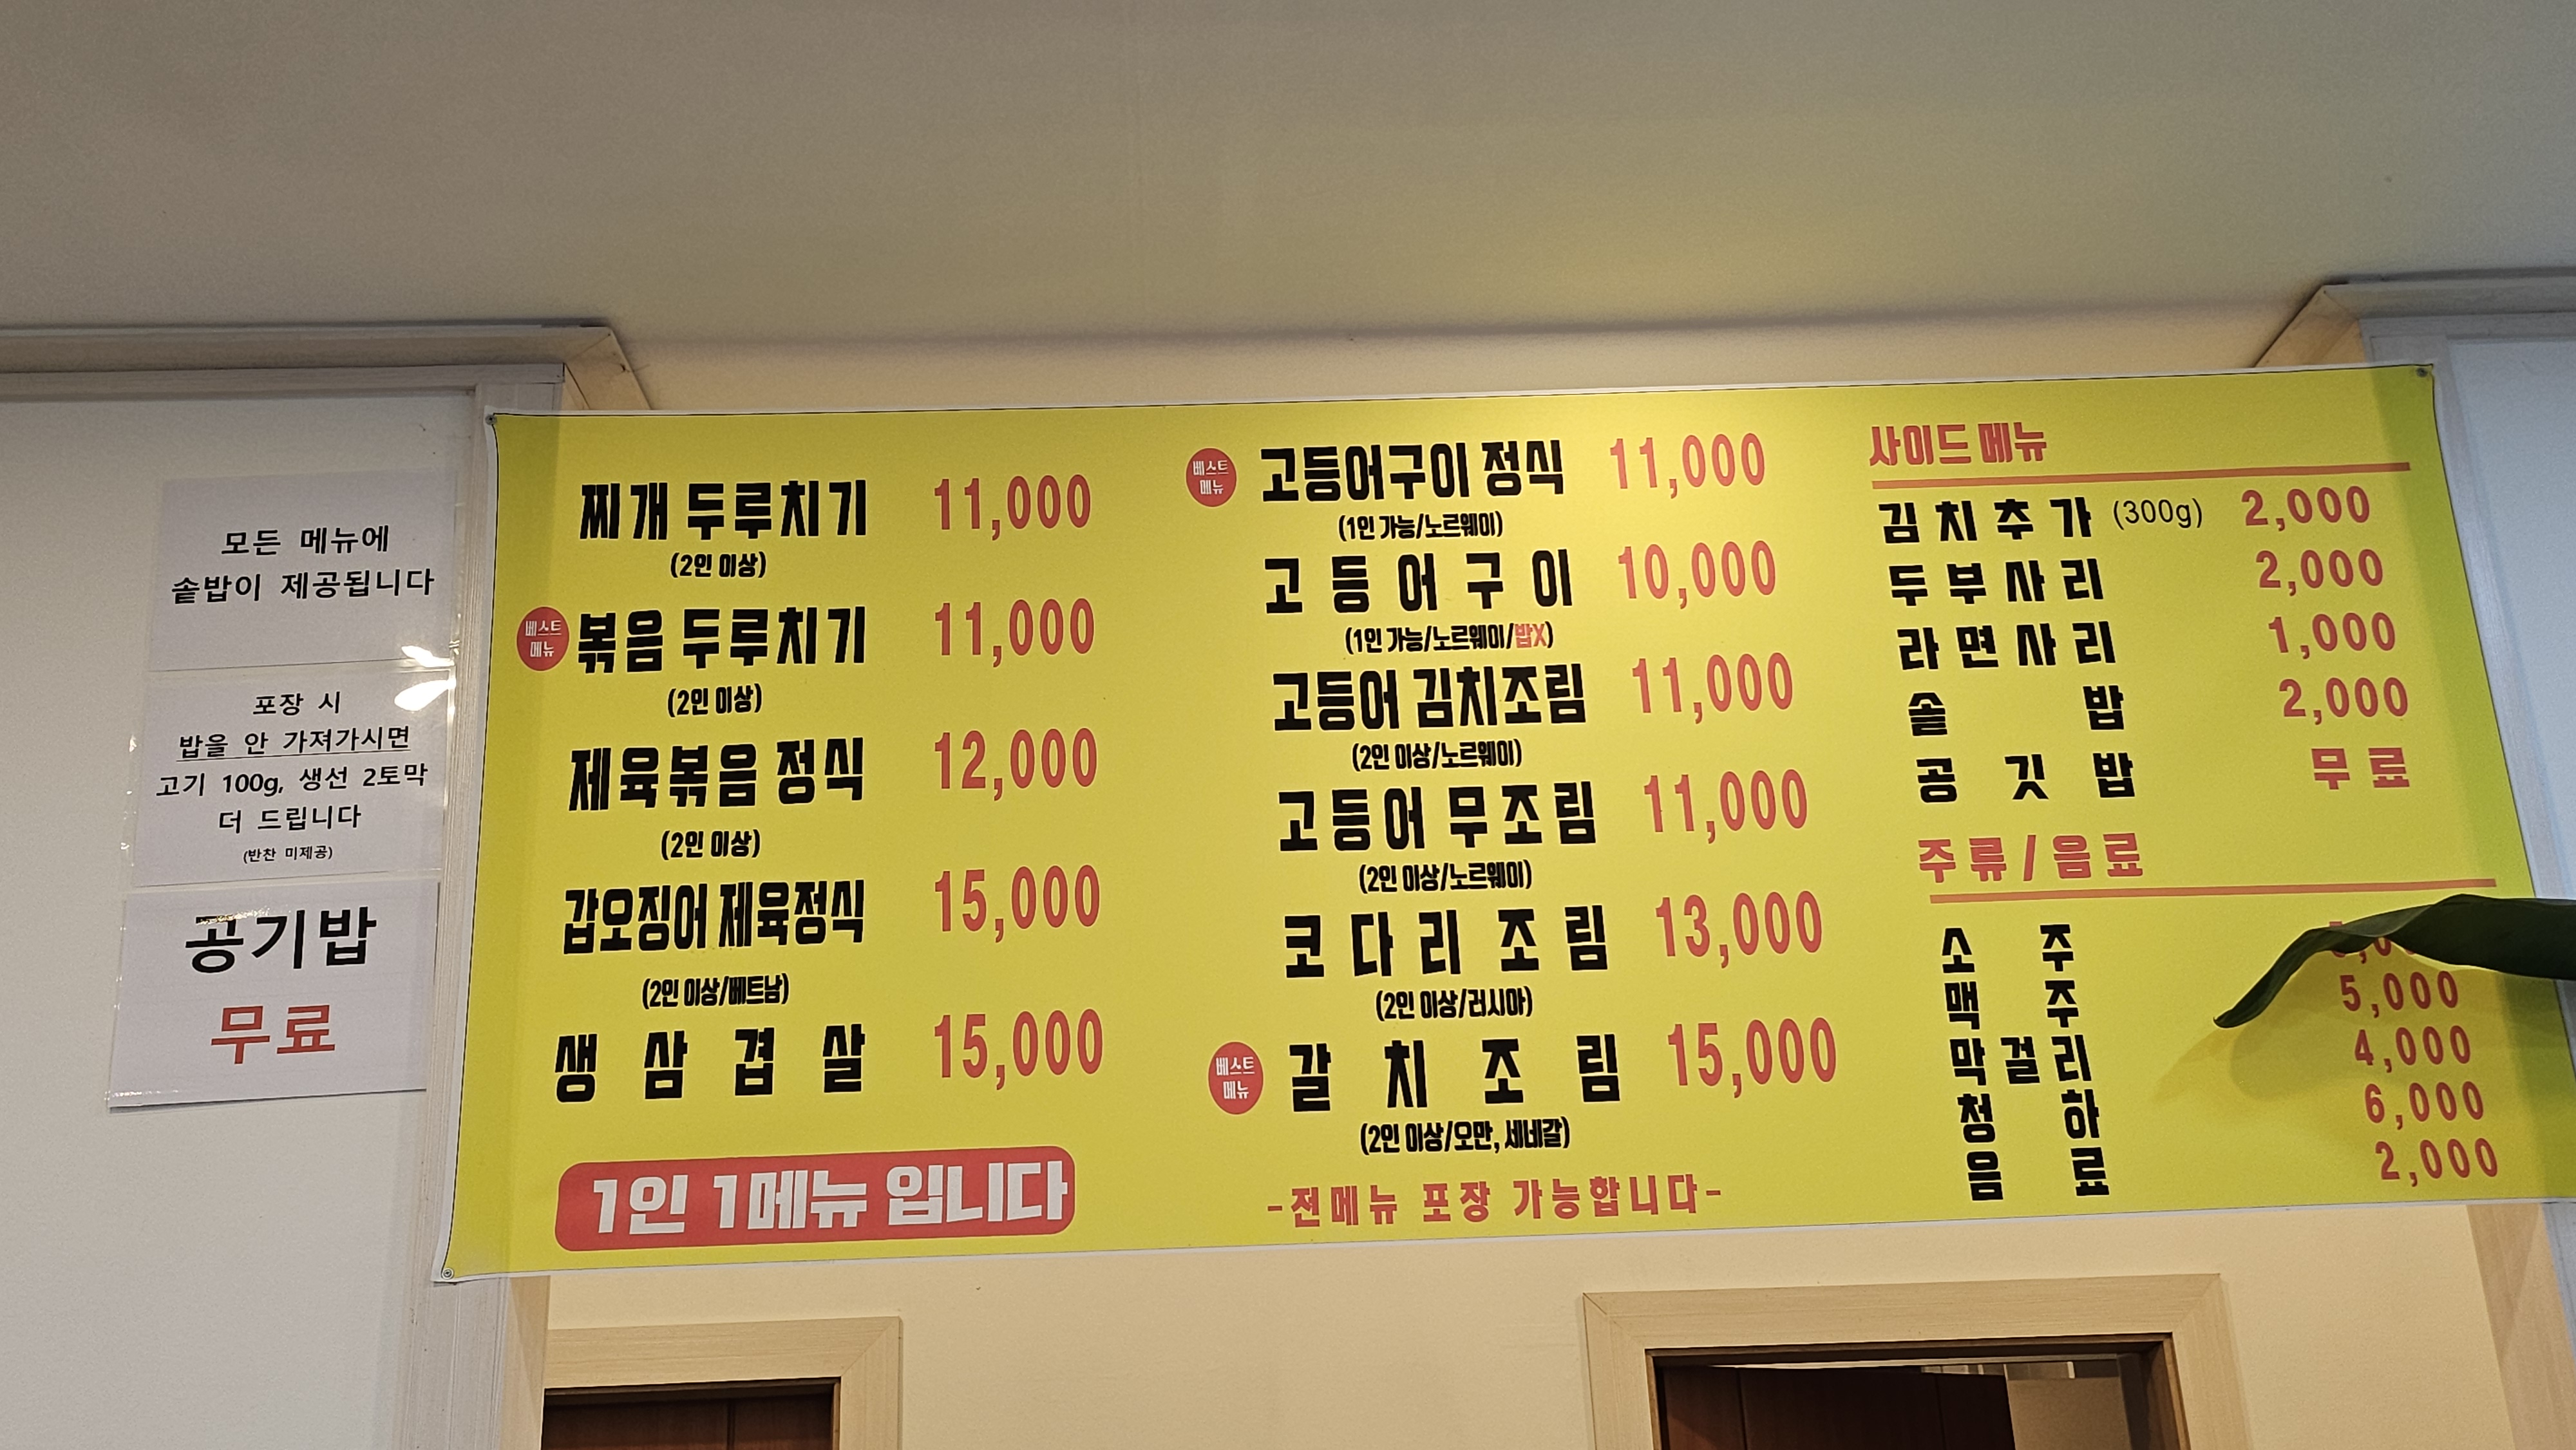 모든 메뉴에
솥밥이 제공됩니다
포장 시
밥을 안 가져가시면
고기 100g, 생선 2토막
더 드립니다
(반찬 미제공)
공기밥
무료
찌개 두루치기 11,000
(2인 이상)
베스트
메뉴
볶음 두루치기 11,000
(2인 이상)
제육볶음 정식 12,000
(2인 이상)
갑오징어 제육정식 15,000
(2인 이상/베트남)
생삼겹살 15,000
1인 1메뉴 입니다
베스트
메뉴
고등어구이 정식 11,000
(1인 가능/노르웨이)
고등어구이 10,000
(1인 가능/노르웨이/밥X)
고등어 김치조림 11,000
(2인 이상/노르웨이)
고등어 무조림 11,000
(2인 이상/노르웨이)
코다리조림 13,000
(2인 이상/러시아)
베스트
메뉴
갈치조림 15,000
(2인 이상/오만, 세네갈)
-전메뉴 포장 가능합니다-
사이드 메뉴
김치추가 (300g) 2,000
두부사리 2,000
라면사리 1,000
솥밥 2,000
공깃밥 무료
주류/음료
소주
맥주 5,000
막걸리 4,000
청하 6,000
음료 2,000